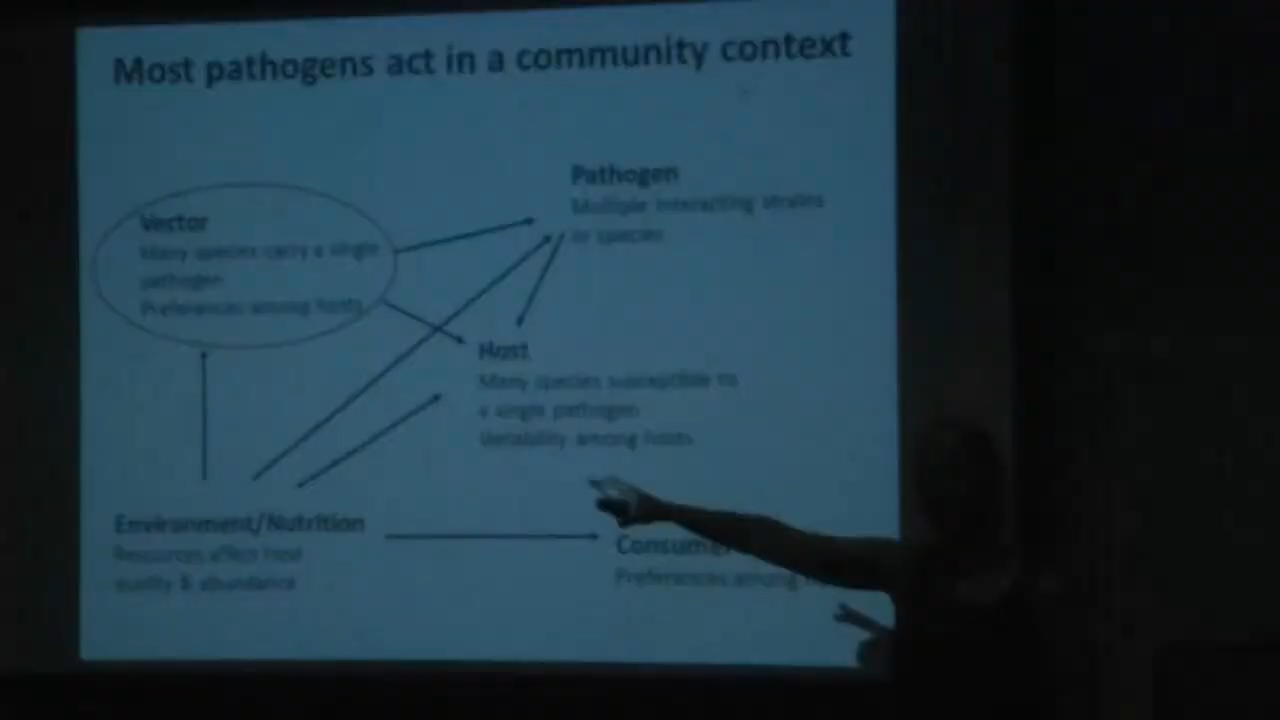 Most pathogens act in a community context
Pathogen
Multiple interacting strains
or species
Vector
Many species carry a single
pathogen
Preferences among hosts
Host
Many species susceptible to
a single pathogen
Variability among hosts
Environment/Nutrition
Resources affect host
quality & abundance
Consumer
Preferences among